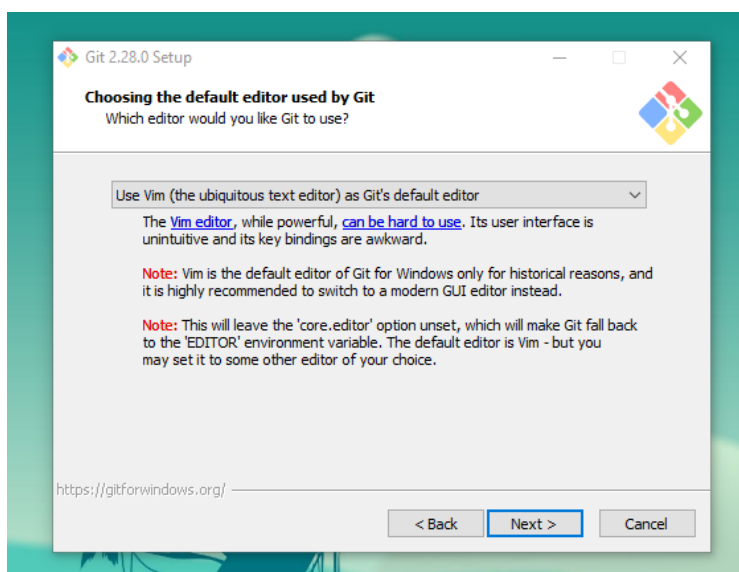 Git 2.28.0 Setup
Choosing the default editor used by Git
Which editor would you like Git to use?
Use Vim (the ubiquitous text editor) as Git's default editor
The Vim editor, while powerful, can be hard to use. Its user interface is
unintuitive and its key bindings are awkward.
Note: Vim is the default editor of Git for Windows only for historical reasons, and
it is highly recommended to switch to a modern GUI editor instead.
Note: This will leave the 'core.editor' option unset, which will make Git fall back
to the 'EDITOR' environment variable. The default editor is Vim - but you
may set it to some other editor of your choice.
https://gitforwindows.org/
< Back Next > Cancel